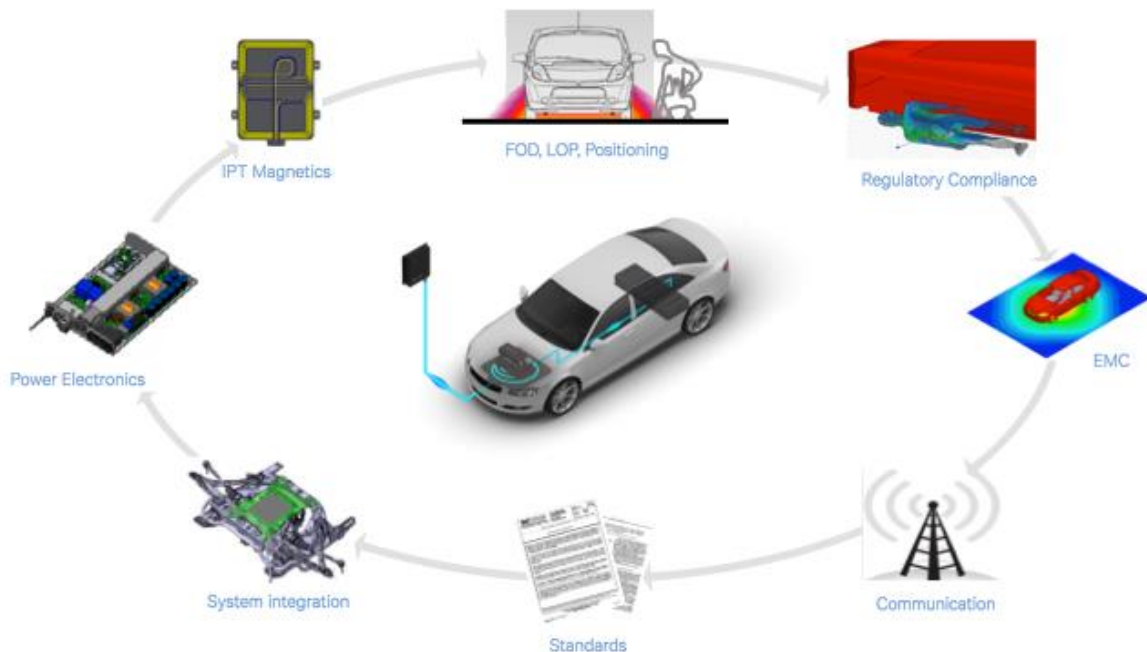 FOD, LOP, Positioning
IPT Magnetics
Regulatory Compliance
Power Electronics
EMC
System integration
Communication
Standards